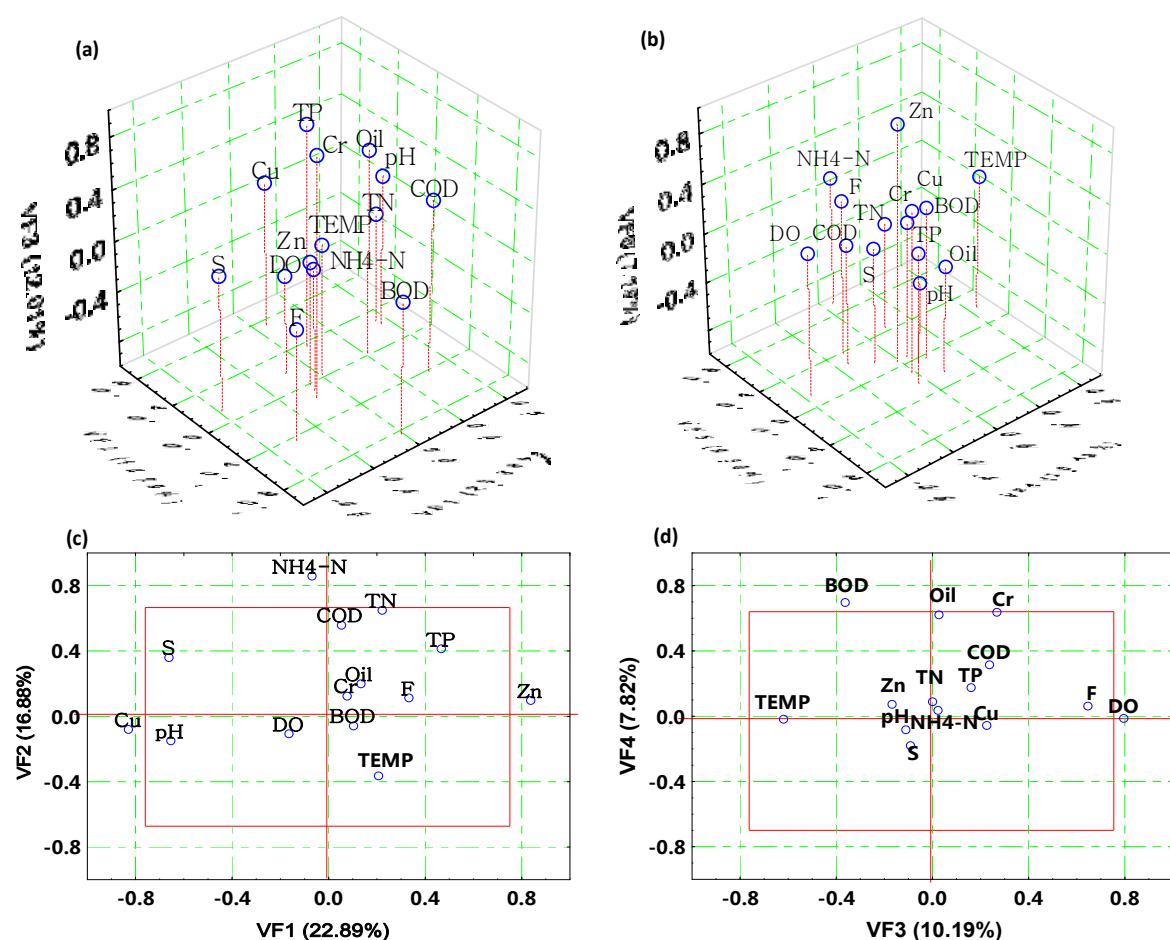 (a)
TP
Cr
Oil
pH
Cu
COD
TN
TEMP
Zn
S
DO
NH4-N
BOD
F
0.8
0.4
0.0
-0.4
(b)
Zn
NH4-N
TEMP
F
Cr
Cu
TN
BOD
DO
COD
TP
S
Oil
pH
0.8
0.4
0.0
-0.4
(c)
NH4-N
TN
COD
TP
S
Oil
Cr
F
Zn
Cu
BOD
pH
DO
TEMP
0.8
0.4
0.0
-0.4
-0.8
-0.8
-0.4
0.0
0.4
0.8
VF2 (16.88%)
VF1 (22.89%)
(d)
BOD
Oil
Cr
COD
TN
TP
TEMP
Zn
F
DO
pH
NH4-N
Cu
S
0.8
0.4
0.0
-0.4
-0.8
-0.8
-0.4
0.0
0.4
0.8
VF4 (7.82%)
VF3 (10.19%)